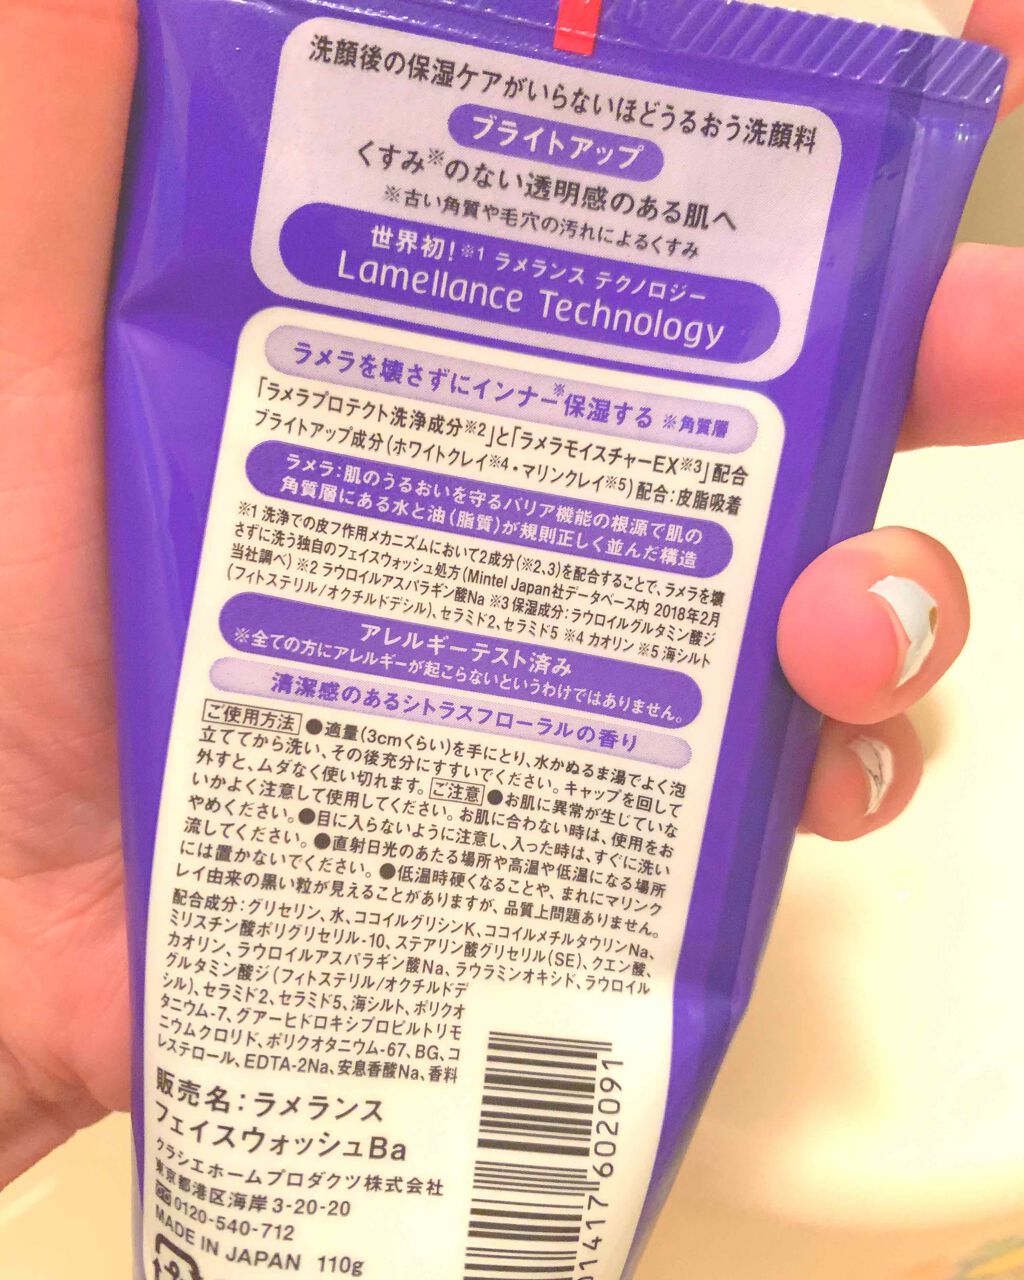 洗顔後の保湿ケアがいらないほどうるおう洗顔料
ブライトアップ
くすみ※のない透明感のある肌へ
※古い角質や毛穴の汚れによるくすみ
世界初!※1 ラメランス テクノロジー
Lamellance Technology
ラメラを壊さずにインナー※保湿する ※角質層
「ラメラプロテクト洗浄成分※2」と「ラメラモイスチャーEX※3」配合
ブライトアップ成分(ホワイトクレイ※4・マリンクレイ※5)配合:皮脂吸着
ラメラ:肌のうるおいを守るバリア機能の根源で肌の
角質層にある水と油(脂質)が規則正しく並んだ構造
※1 洗浄での皮フ作用メカニズムにおいて2成分(※2、3)を配合することで、ラメラを壊
さずに洗う独自のフェイスウォッシュ処方(Mintel Japan社データベース内 2018年2月
当社調べ) ※2 ラウロイルアスパラギン酸Na ※3 保湿成分:ラウロイルグルタミン酸ジ
(フィトステリル/オクチルドデシル)、セラミド2、セラミド5 ※4 カオリン ※5 海シルト
アレルギーテスト済み
※全ての方にアレルギーが起こらないというわけではありません。
清潔感のあるシトラスフローラルの香り
ご使用方法 ●適量(3cmくらい)を手にとり、水かぬるま湯でよく泡
立ててから洗い、その後充分にすすいでください。キャップを回して
外すと、ムダなく使い切れます。ご注意 ●お肌に異常が生じていな
いかよく注意して使用してください。お肌に合わない時は、使用をお
やめください。●目に入らないように注意し、入った時は、すぐに洗い
流してください。●直射日光のあたる場所や高温や低温になる場所
には置かないでください。●低温時硬くなることや、まれにマリンク
レイ由来の黒い粒が見えることがありますが、品質上問題ありません。
配合成分:グリセリン、水、ココイルグリシンK、ココイルメチルタウリンNa、
ミリスチン酸ポリグリセリル-10、ステアリン酸グリセリル(SE)、クエン酸、
カオリン、ラウロイルアスパラギン酸Na、ラウラミンオキシド、ラウロイル
グルタミン酸ジ(フィトステリル/オクチルドデ
シル)、セラミド2、セラミド5、海シルト、ポリクオ
タニウム-7、グアーヒドロキシプロピルトリモ
ニウムクロリド、ポリクオタニウム-67、BG、コ
レステロール、EDTA-2Na、安息香酸Na、香料
販売名:ラメランス
フェイスウォッシュBa
クラシエホームプロダクツ株式会社
東京都港区海岸3-20-20
0120-540-712
MADE IN JAPAN 110g
01417602091